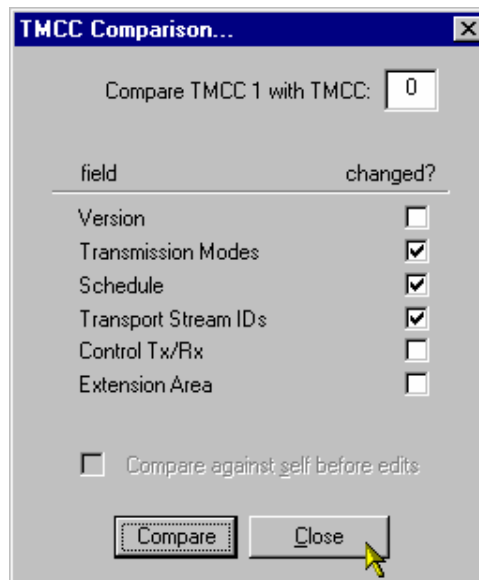 TMCC Comparison...
Compare TMCC 1 with TMCC: 0
field changed?
Version
Transmission Modes
Schedule
Transport Stream IDs
Control Tx/Rx
Extension Area
Compare against self before edits
Compare Close